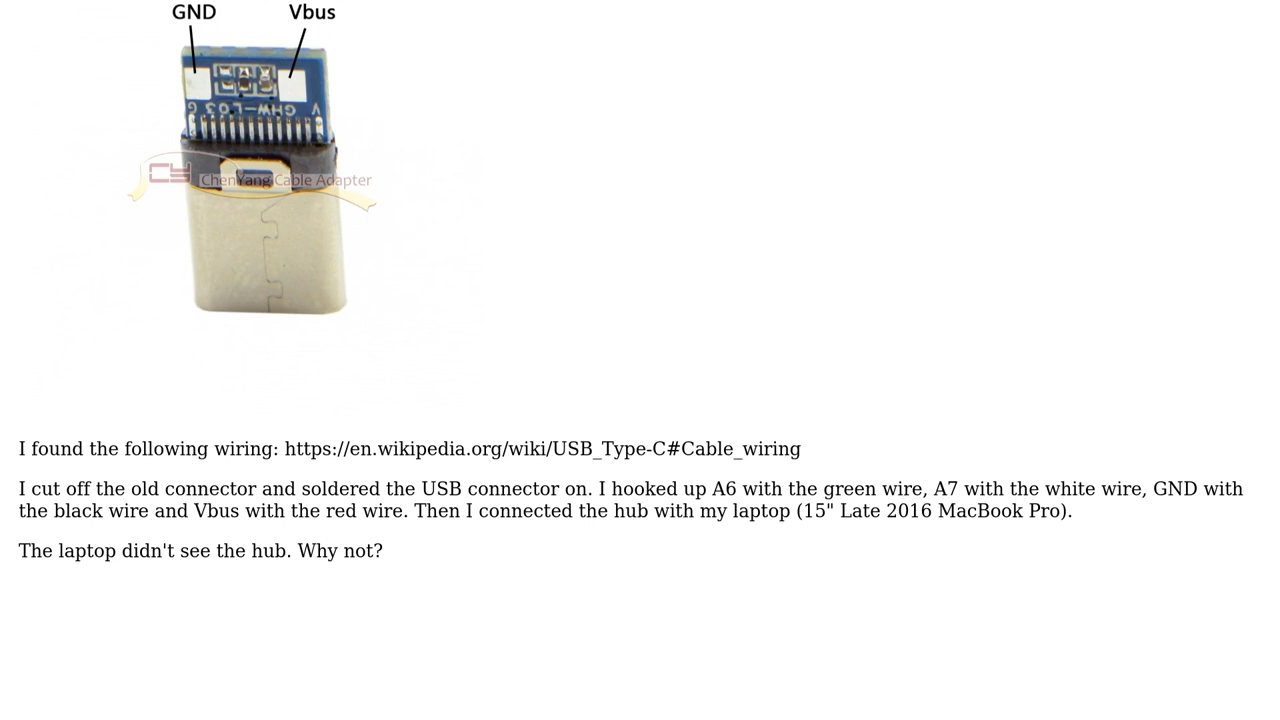 GND Vbus
G 3 0 L - W H G V
CY
ChenYang Cable Adapter
I found the following wiring: https://en.wikipedia.org/wiki/USB_Type-C#Cable_wiring
I cut off the old connector and soldered the USB connector on. I hooked up A6 with the green wire, A7 with the white wire, GND with
the black wire and Vbus with the red wire. Then I connected the hub with my laptop (15" Late 2016 MacBook Pro).
The laptop didn't see the hub. Why not?